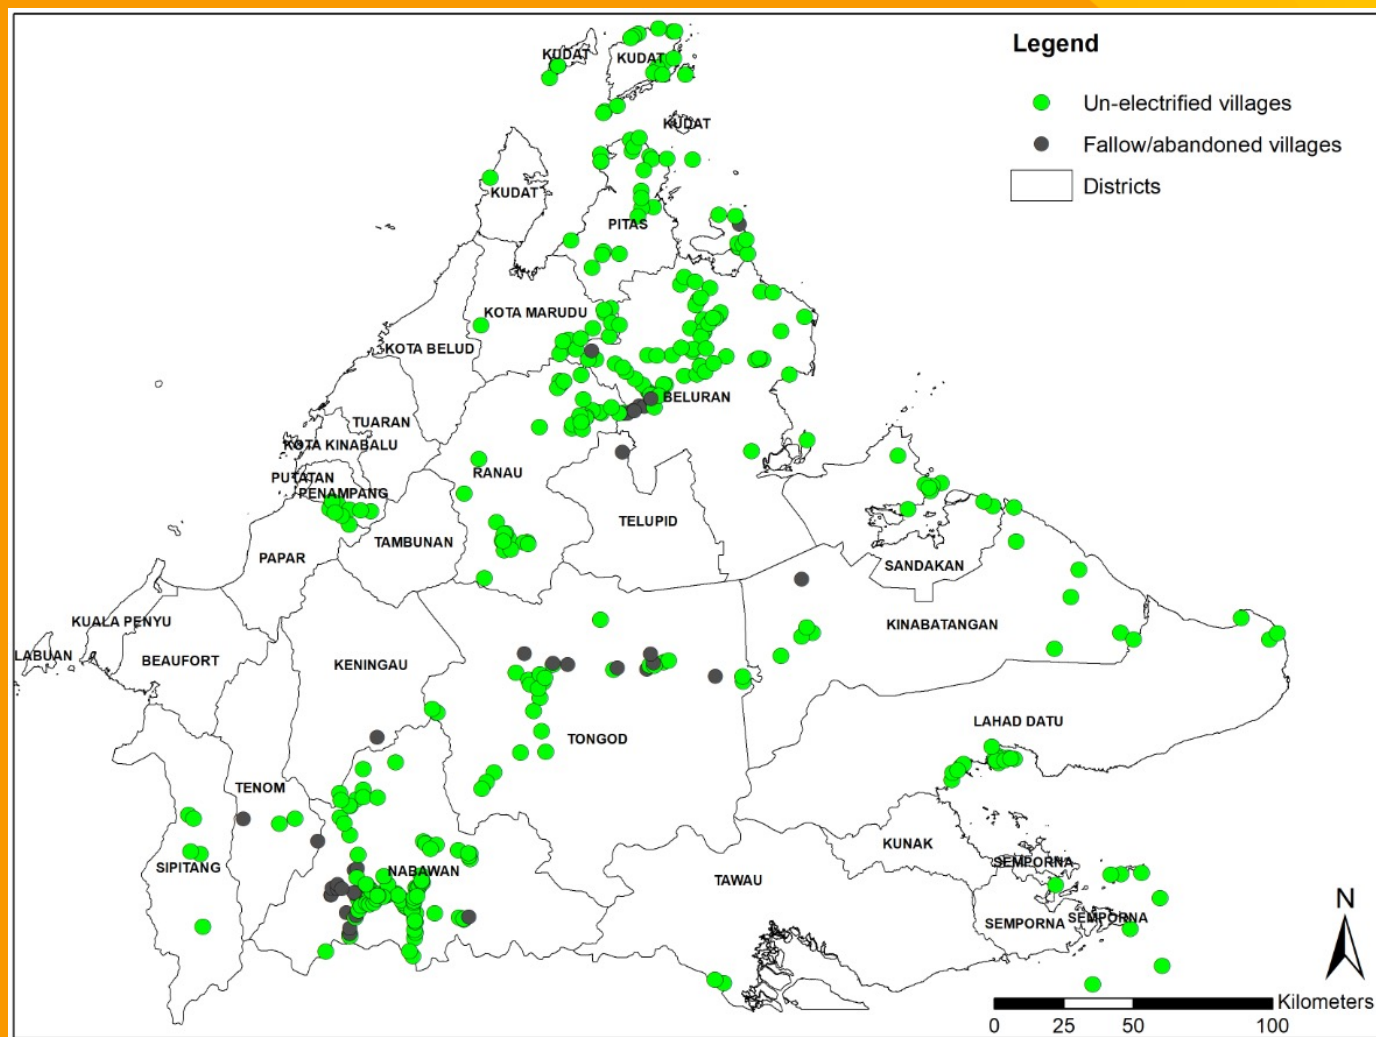 KUDAT
KUDAT
Legend
Un-electrified villages
KUDAT
Fallow/abandoned villages
Districts
KUDAT
PITAS
KOTA MARUDU
KOTA BELUD
BELURAN
TUARAN
KOTA KINABALU
RANAU
PUTATAN
PENAMPANG
TELUPID
TAMBUNAN
PAPAR
SANDAKAN
KUALA PENYU
KINABATANGAN
LABUAN
BEAUFORT
KENINGAU
LAHAD DATU
TONGOD
TENOM
KUNAK
SEMPORNA
SIPITANG
NABAWAN
TAWAU
SEMPORNA
SEMPORNA
N
Kilometers
0 25 50 100